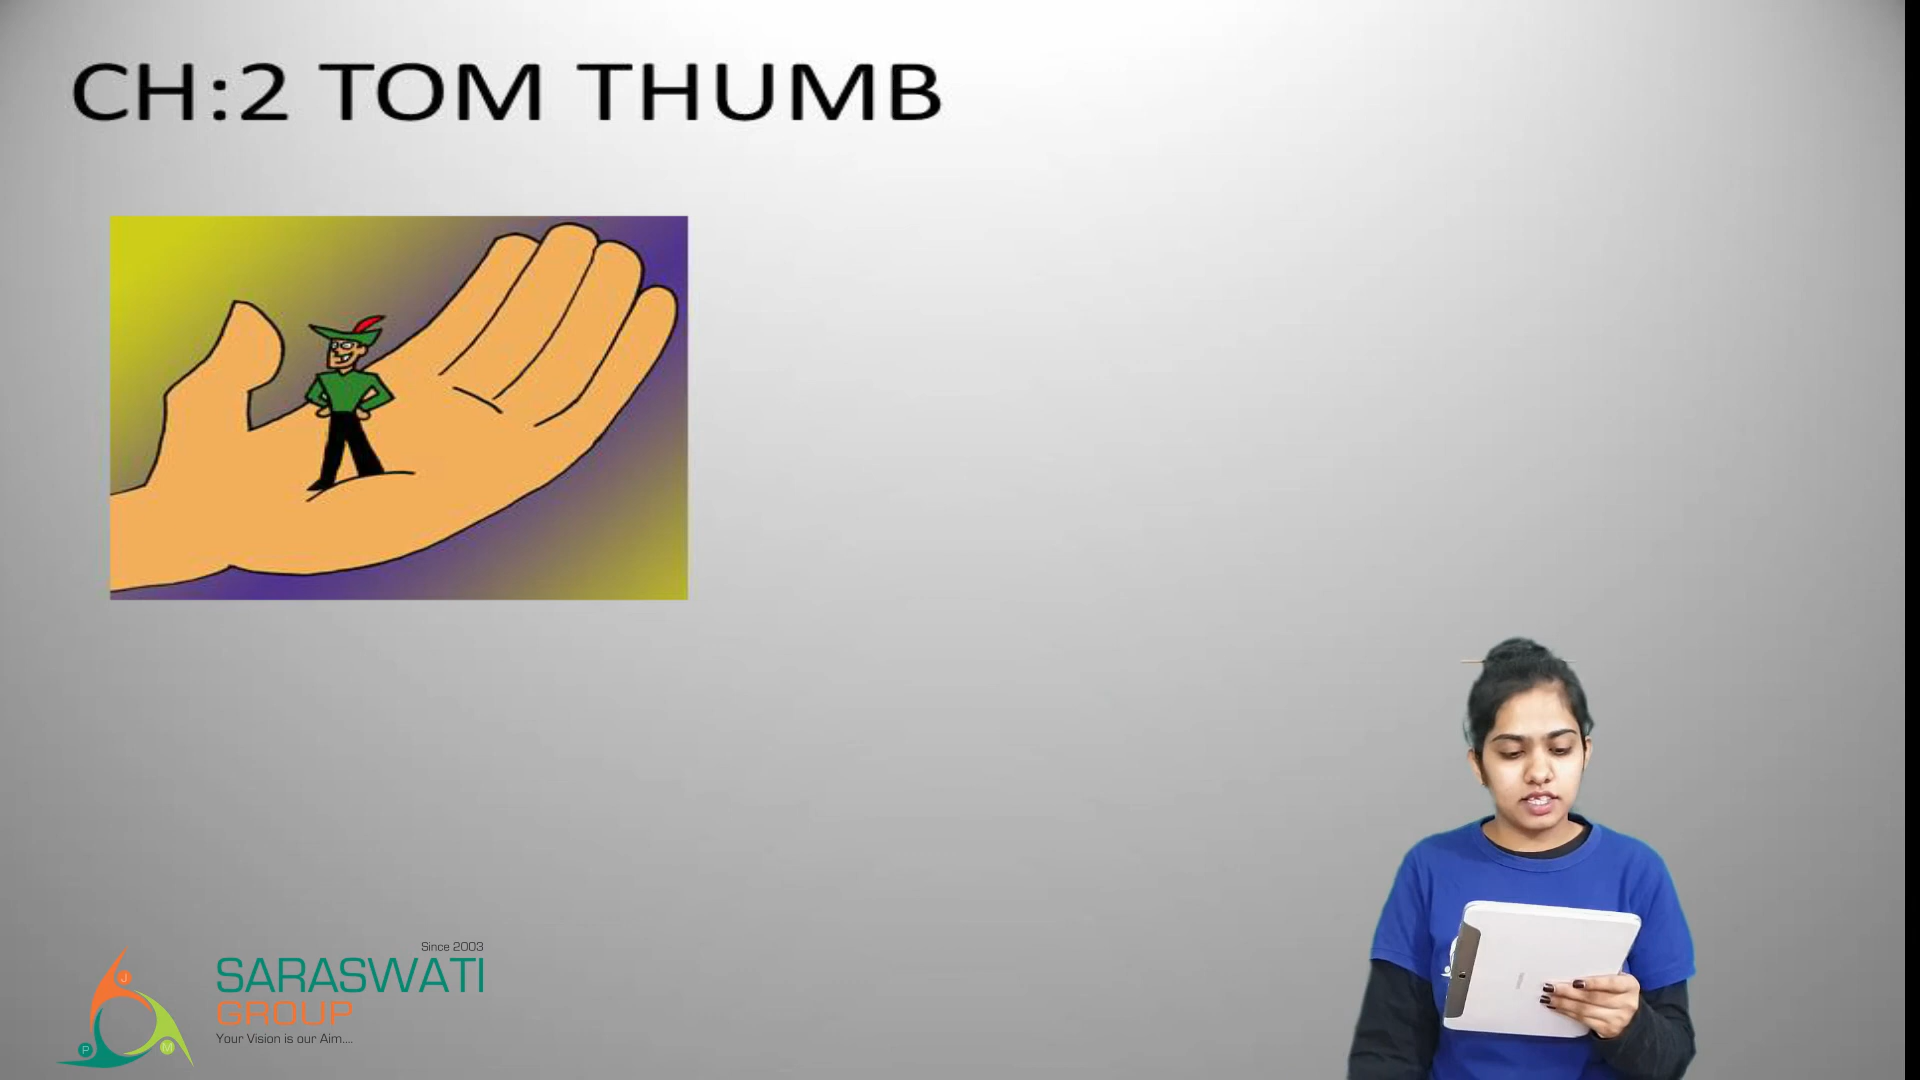 CH:2 TOM THUMB
Since 2003
SARASWATI
GROUP
Your Vision is our Aim....
J
P
M